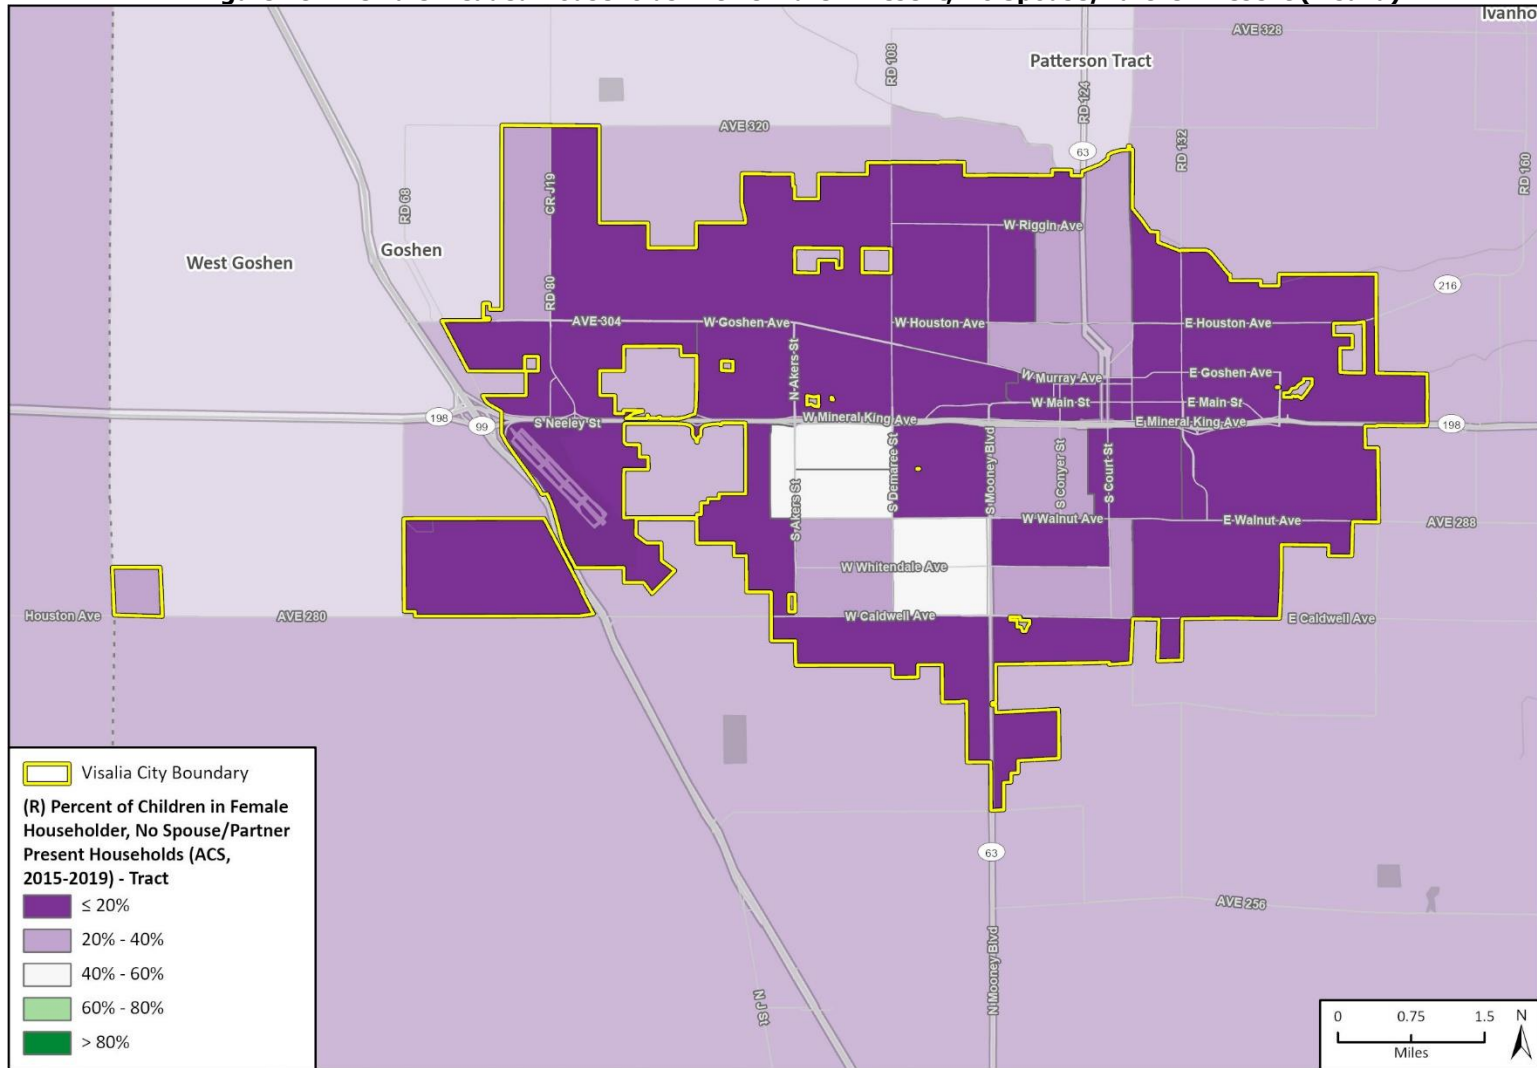 Ivanho
AVE 328
Patterson Tract
RD 108
RD 124
RD 132
RD 160
AVE 320
63
CR J19
RD 68
W Riggin Ave
West Goshen
Goshen
RD 80
216
AVE 304
W Goshen Ave
W Houston Ave
E Houston Ave
N Akers St
W Murray Ave
E Goshen Ave
W Main St
E Main St
198
99
S Neeley St
W Mineral King Ave
E Mineral King Ave
198
S Akers St
S Demaree St
S Mooney Blvd
S Conyer St
S Court St
W Walnut Ave
E Walnut Ave
AVE 288
W Whitendale Ave
Houston Ave
AVE 280
W Caldwell Ave
E Caldwell Ave
63
AVE 256
N Mooney Blvd
N J St
Visalia City Boundary
(R) Percent of Children in Female
Householder, No Spouse/Partner
Present Households (ACS,
2015-2019) - Tract
≤ 20%
20% - 40%
40% - 60%
60% - 80%
> 80%
0 0.75 1.5
Miles
N